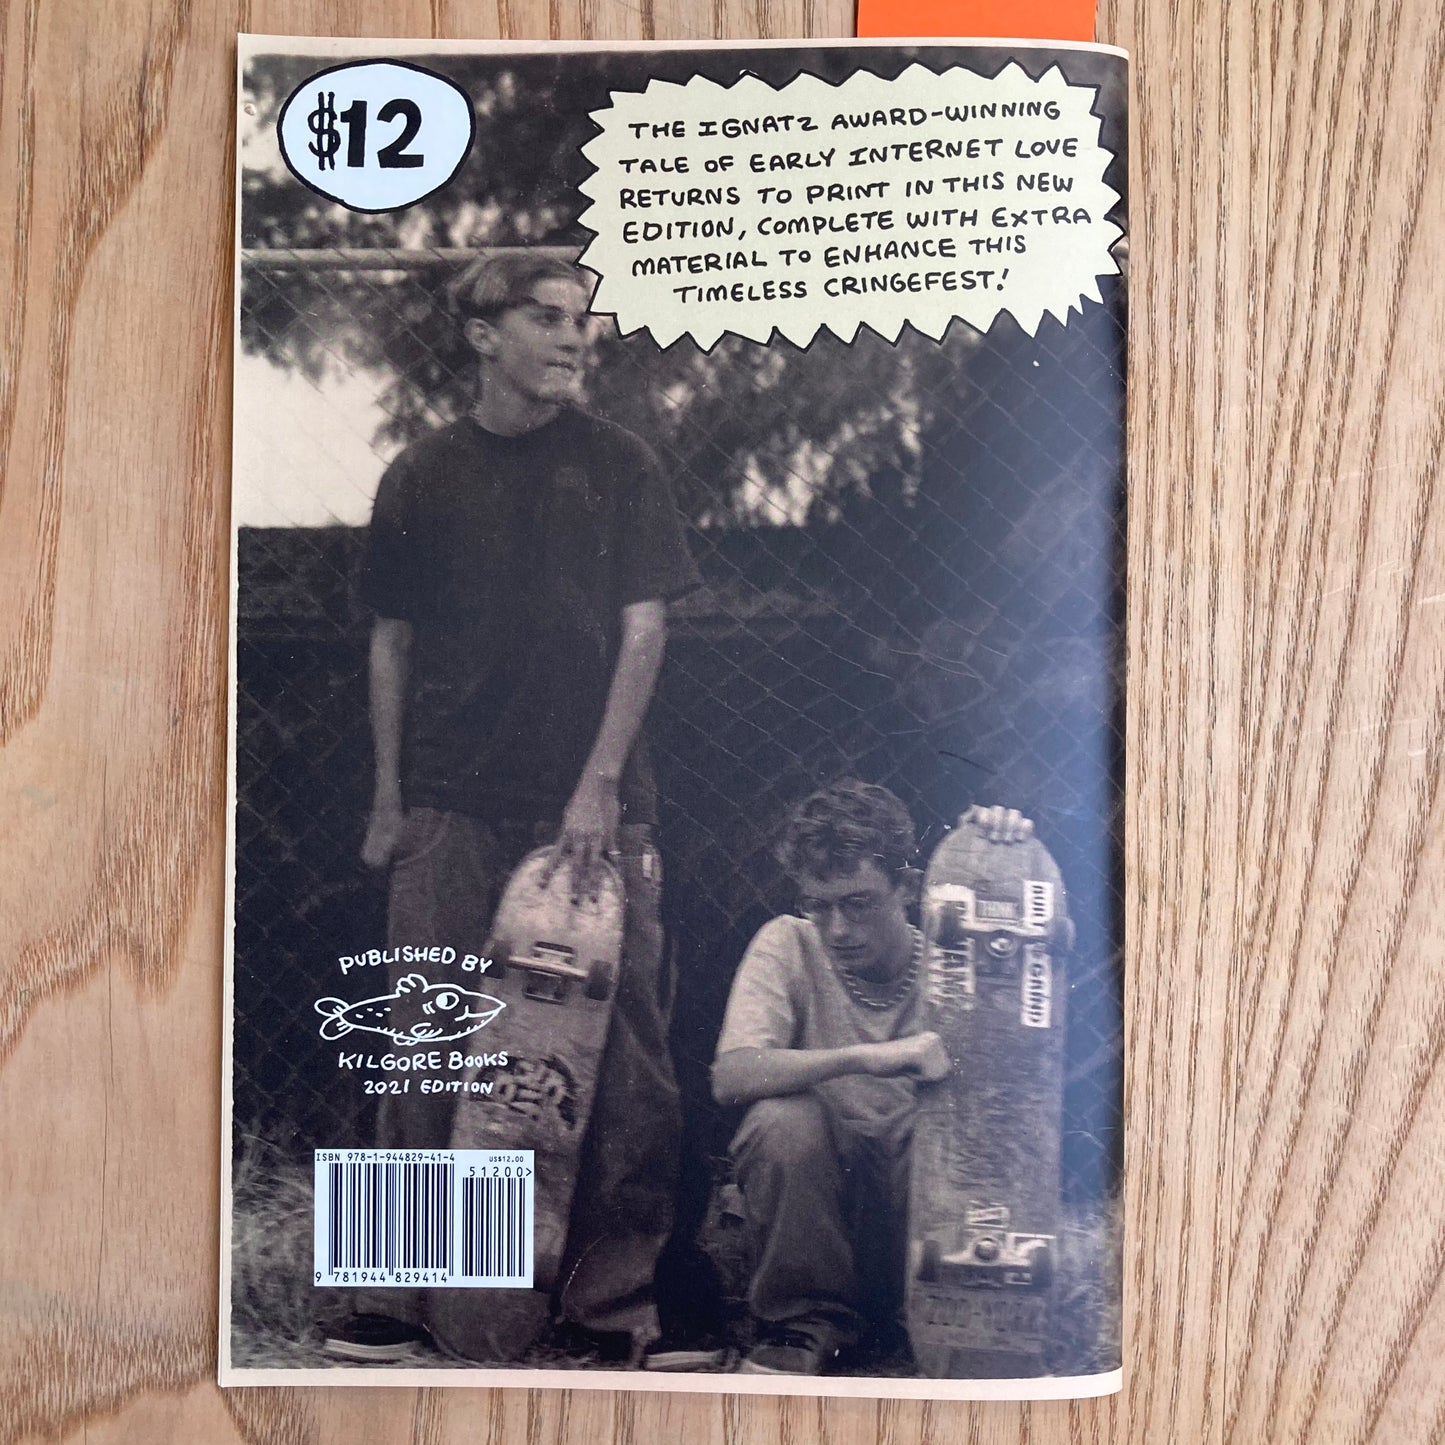 $12
THE IGNATZ AWARD-WINNING
TALE OF EARLY INTERNET LOVE
RETURNS TO PRINT IN THIS NEW
EDITION, COMPLETE WITH EXTRA
MATERIAL TO ENHANCE THIS
TIMELESS CRINGEFEST!
THINK
PUBLISHED BY
KILGORE BOOKS
2021 EDITION
ISBN 978-1-944829-41-4
US$12.00
51200>
9 781944 829414